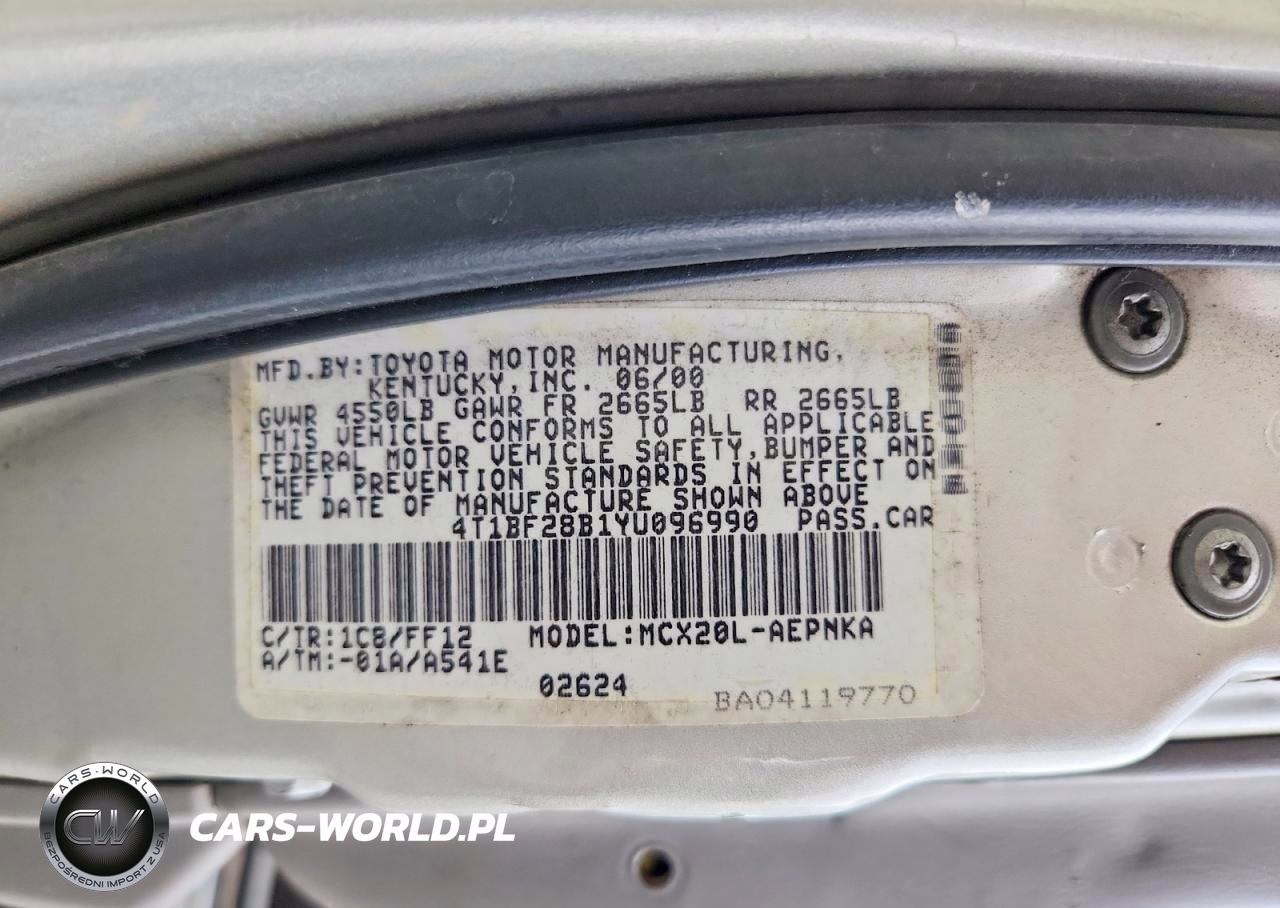 MFD.BY:TOYOTA MOTOR MANUFACTURING,
KENTUCKY,INC. 06/00
GVWR 4550LB GAWR FR 2665LB RR 2665LB
THIS VEHICLE CONFORMS TO ALL APPLICABLE
FEDERAL MOTOR VEHICLE SAFETY,BUMPER AND
THEFT PREVENTION STANDARDS IN EFFECT ON
THE DATE OF MANUFACTURE SHOWN ABOVE
4T1BF28B1YU096990 PASS.CAR
C/TR:1C8/FF12 MODEL:MCX20L-AEPNKA
A/TM:-01A/A541E
02624
BA04119770
CARS-WORLD
CW
BEZPOŚREDNI IMPORT Z USA
CARS-WORLD.PL